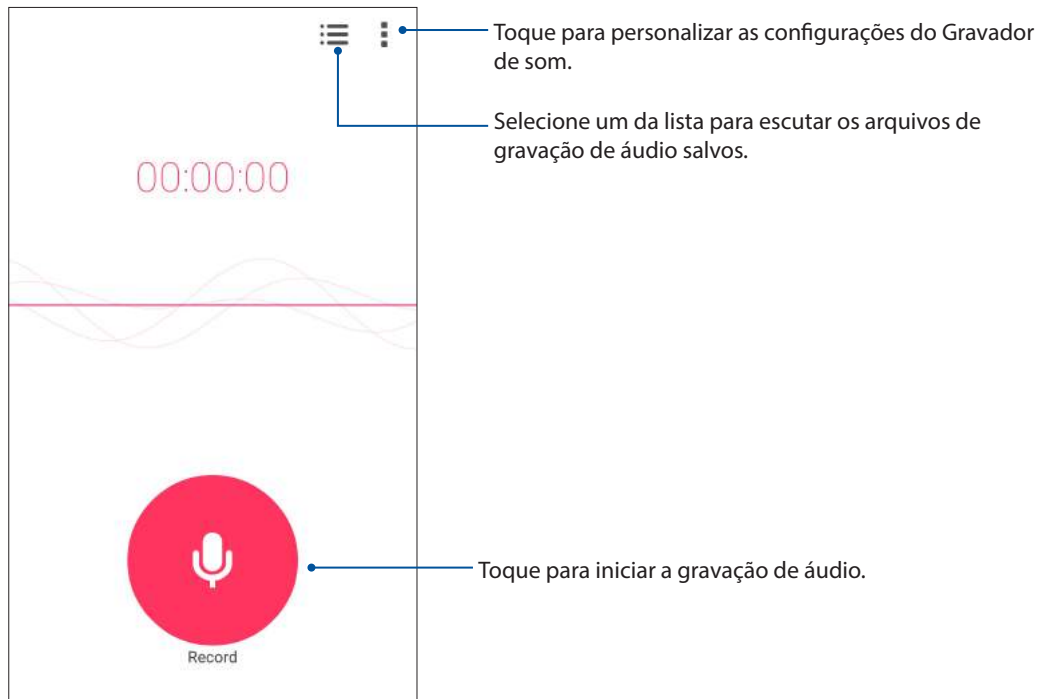 Toque para personalizar as configurações do Gravador
de som.
Selecione um da lista para escutar os arquivos de
gravação de áudio salvos.
00:00:00
Toque para iniciar a gravação de áudio.
Record